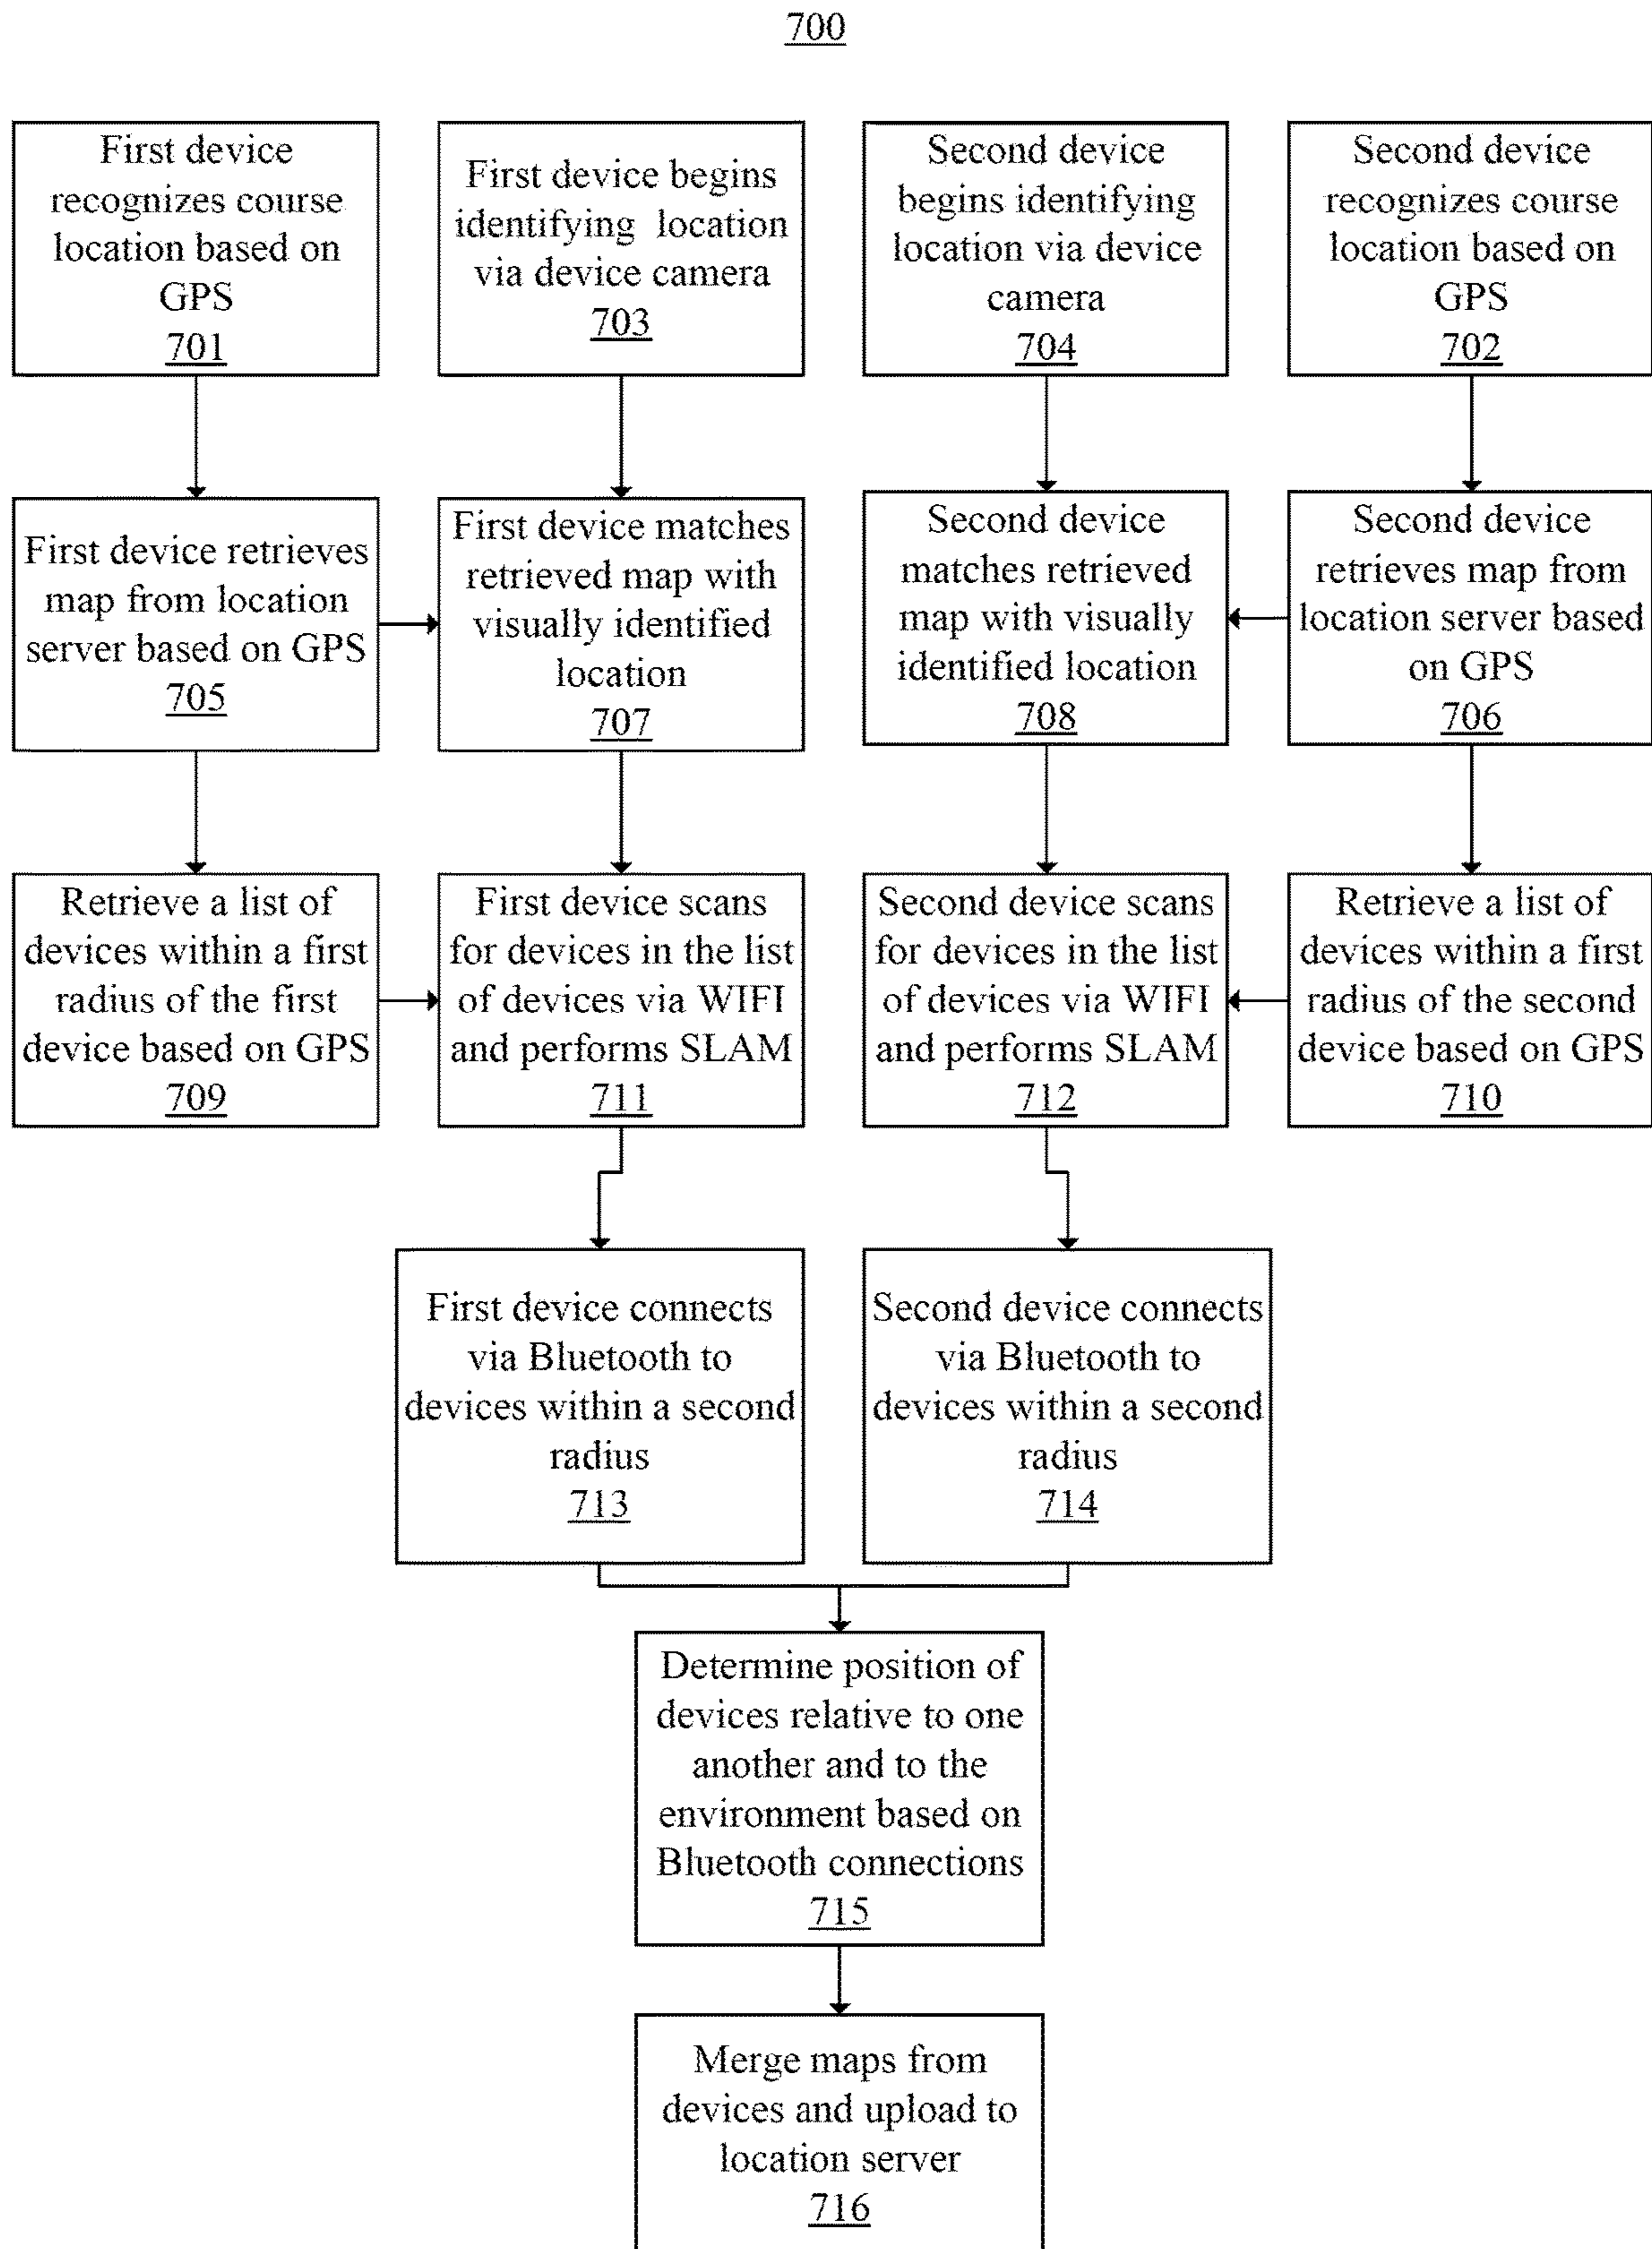 700
First device
recognizes course
location based on
GPS
701
First device begins
identifying location
via device camera
703
Second device
begins identifying
location via device
camera
704
Second device
recognizes course
location based on
GPS
702
First device retrieves
map from location
server based on GPS
705
First device matches
retrieved map with
visually identified
location
707
Second device
matches retrieved
map with visually
identified location
708
Second device
retrieves map from
location server based
on GPS
706
Retrieve a list of
devices within a first
radius of the first
device based on GPS
709
First device scans
for devices in the list
of devices via WIFI
and performs SLAM
711
Second device scans
for devices in the list
of devices via WIFI
and performs SLAM
712
Retrieve a list of
devices within a first
radius of the second
device based on GPS
710
First device connects
via Bluetooth to
devices within a second
radius
713
Second device connects
via Bluetooth to
devices within a second
radius
714
Determine position of
devices relative to one
another and to the
environment based on
Bluetooth connections
715
Merge maps from
devices and upload to
location server
716